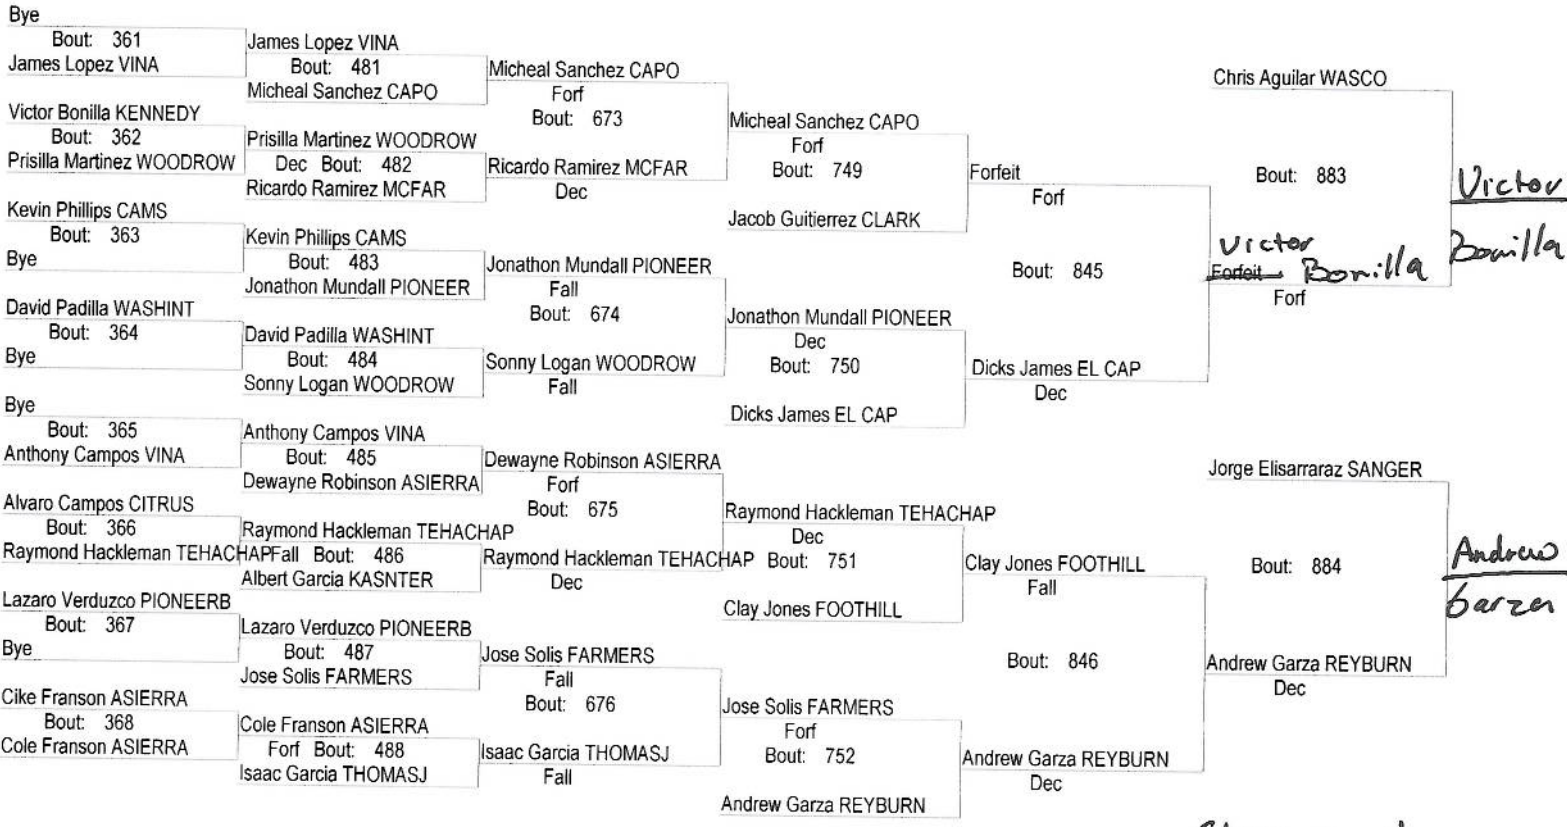 Bye
Bout: 361
James Lopez VINA
Victor Bonilla KENNEDY
Bout: 362
Prisilla Martinez WOODROW
Kevin Phillips CAMS
Bout: 363
Bye
David Padilla WASHINT
Bout: 364
Bye
Bye
Bout: 365
Anthony Campos VINA
Alvaro Campos CITRUS
Bout: 366
Raymond Hackleman TEHACHAP
Lazaro Verduzco PIONEERB
Bout: 367
Bye
Cike Franson ASIERRA
Bout: 368
Cole Franson ASIERRA
James Lopez VINA
Bout: 481
Micheal Sanchez CAPO
Prisilla Martinez WOODROW
Dec Bout: 482
Ricardo Ramirez MCFAR
Kevin Phillips CAMS
Bout: 483
Jonathon Mundall PIONEER
David Padilla WASHINT
Bout: 484
Sonny Logan WOODROW
Anthony Campos VINA
Bout: 485
Dewayne Robinson ASIERRA
Raymond Hackleman TEHACHAP
Fall Bout: 486
Albert Garcia KASNTER
Lazaro Verduzco PIONEERB
Bout: 487
Jose Solis FARMERS
Cole Franson ASIERRA
Forf Bout: 488
Isaac Garcia THOMASJ
Micheal Sanchez CAPO
Forf
Bout: 673
Ricardo Ramirez MCFAR
Dec
Jonathon Mundall PIONEER
Fall
Bout: 674
Sonny Logan WOODROW
Fall
Dewayne Robinson ASIERRA
Forf
Bout: 675
Raymond Hackleman TEHACHAP
Dec
Jose Solis FARMERS
Fall
Bout: 676
Isaac Garcia THOMASJ
Fall
Micheal Sanchez CAPO
Forf
Bout: 749
Jacob Guitierrez CLARK
Jonathon Mundall PIONEER
Dec
Bout: 750
Dicks James EL CAP
Raymond Hackleman TEHACHAP
Dec
Bout: 751
Clay Jones FOOTHILL
Jose Solis FARMERS
Forf
Bout: 752
Andrew Garza REYBURN
Forfeit
Forf
Bout: 845
Dicks James EL CAP
Dec
Clay Jones FOOTHILL
Fall
Bout: 846
Andrew Garza REYBURN
Dec
Chris Aguilar WASCO
Bout: 883
Victor
Forfeit Bonilla
Forf
Jorge Elisarraraz SANGER
Bout: 884
Andrew Garza REYBURN
Dec
Victor
Bonilla
Andrew
Garza